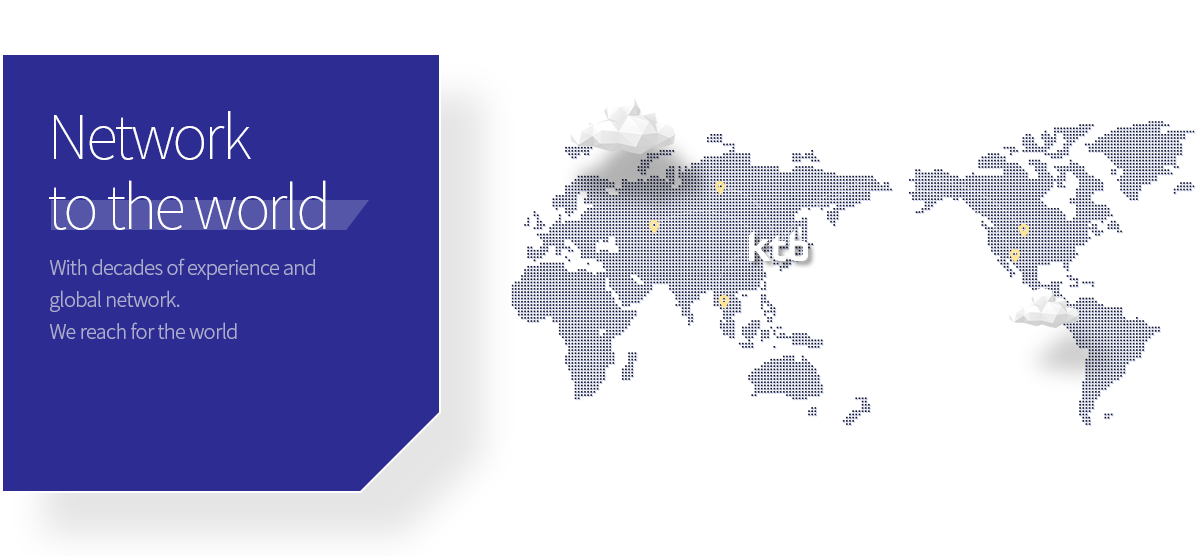 Network
to the world
With decades of experience and
global network.
We reach for the world
ktb